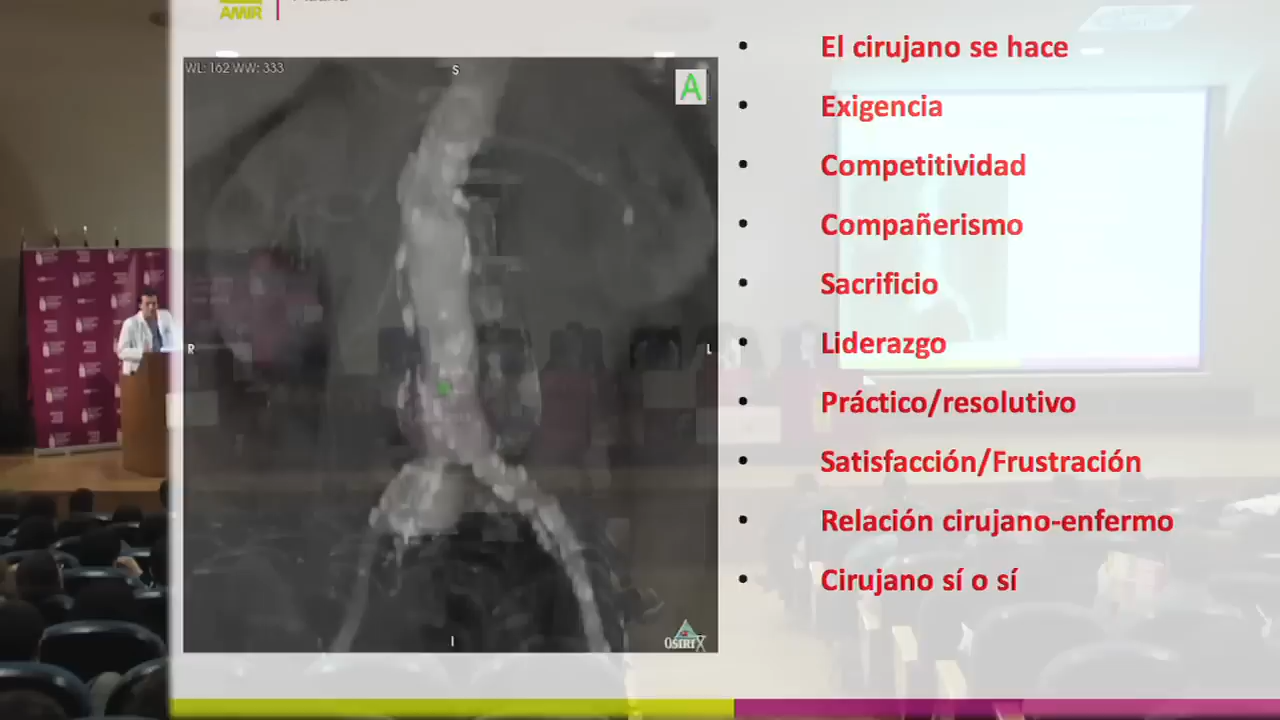 AMIR
WL: 162 WW: 333
S
A
R
L
I
OSIRIX
• El cirujano se hace
• Exigencia
• Competitividad
• Compañerismo
• Sacrificio
• Liderazgo
• Práctico/resolutivo
• Satisfacción/Frustración
• Relación cirujano-enfermo
• Cirujano sí o sí